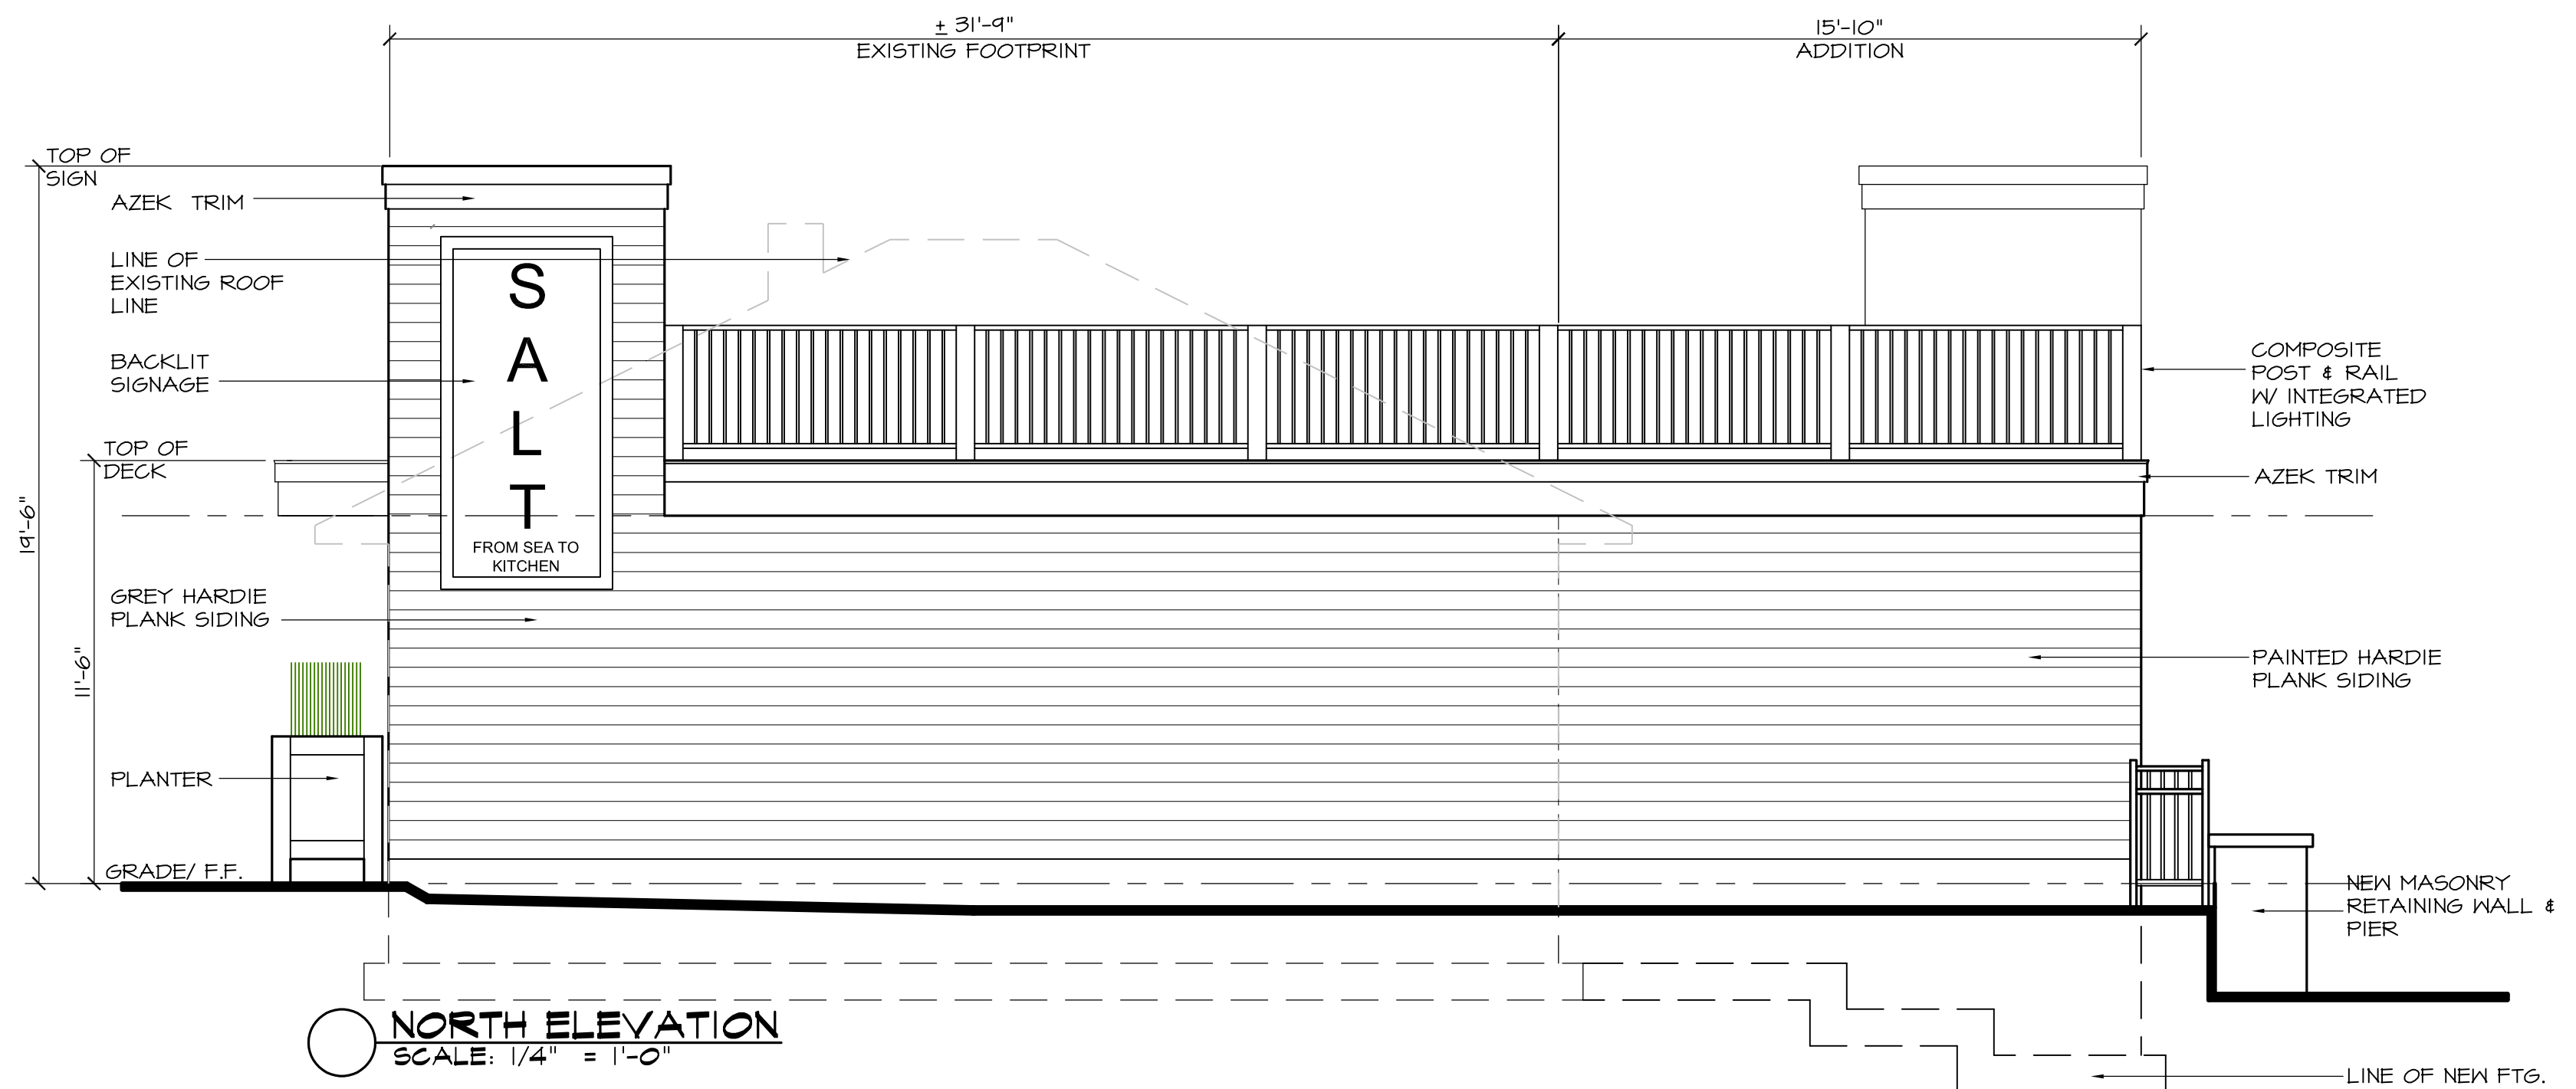 ± 31'-9"
EXISTING FOOTPRINT
15'-10"
ADDITION
TOP OF
SIGN
AZEK TRIM
LINE OF
EXISTING ROOF
LINE
BACKLIT
SIGNAGE
TOP OF
DECK
19'-6"
11'-6"
GREY HARDIE
PLANK SIDING
PLANTER
GRADE/ F.F.
S
A
L
T
FROM SEA TO
KITCHEN
COMPOSITE
POST & RAIL
W/ INTEGRATED
LIGHTING
AZEK TRIM
PAINTED HARDIE
PLANK SIDING
NEW MASONRY
RETAINING WALL &
PIER
LINE OF NEW FTG.
NORTH ELEVATION
SCALE: 1/4" = 1'-0"